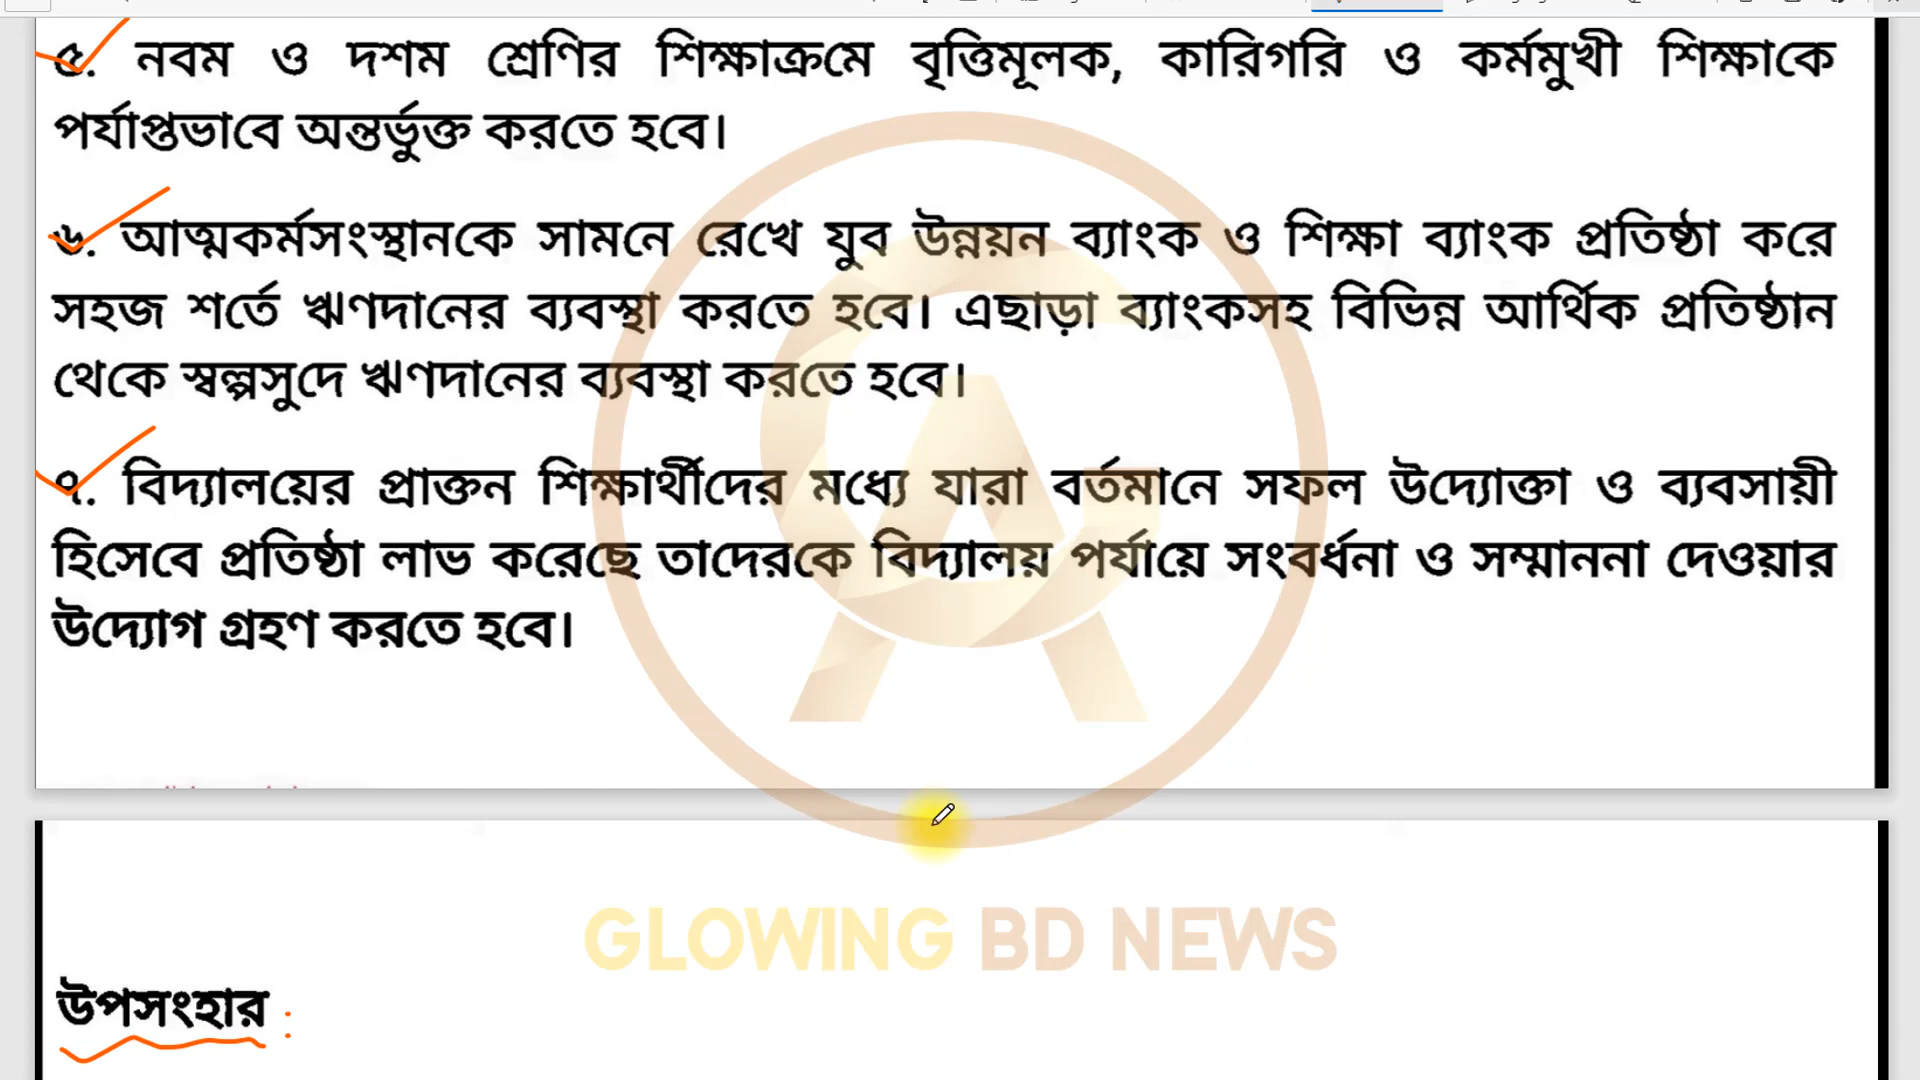 ৫. নবম ও দশম শ্রেণির শিক্ষাক্রমে বৃত্তিমূলক, কারিগরি ও কর্মমুখী শিক্ষাকে
পর্যাপ্তভাবে অন্তর্ভুক্ত করতে হবে।
৬. আত্মকর্মসংস্থানকে সামনে রেখে যুব উন্নয়ন ব্যাংক ও শিক্ষা ব্যাংক প্রতিষ্ঠা করে
সহজ শর্তে ঋণদানের ব্যবস্থা করতে হবে। এছাড়া ব্যাংকসহ বিভিন্ন আর্থিক প্রতিষ্ঠান
থেকে স্বল্পসুদে ঋণদানের ব্যবস্থা করতে হবে।
৭. বিদ্যালয়ের প্রাক্তন শিক্ষার্থীদের মধ্যে যারা বর্তমানে সফল উদ্যোক্তা ও ব্যবসায়ী
হিসেবে প্রতিষ্ঠা লাভ করেছে তাদেরকে বিদ্যালয় পর্যায়ে সংবর্ধনা ও সম্মাননা দেওয়ার
উদ্যোগ গ্রহণ করতে হবে।
GLOWING BD NEWS
উপসংহার :